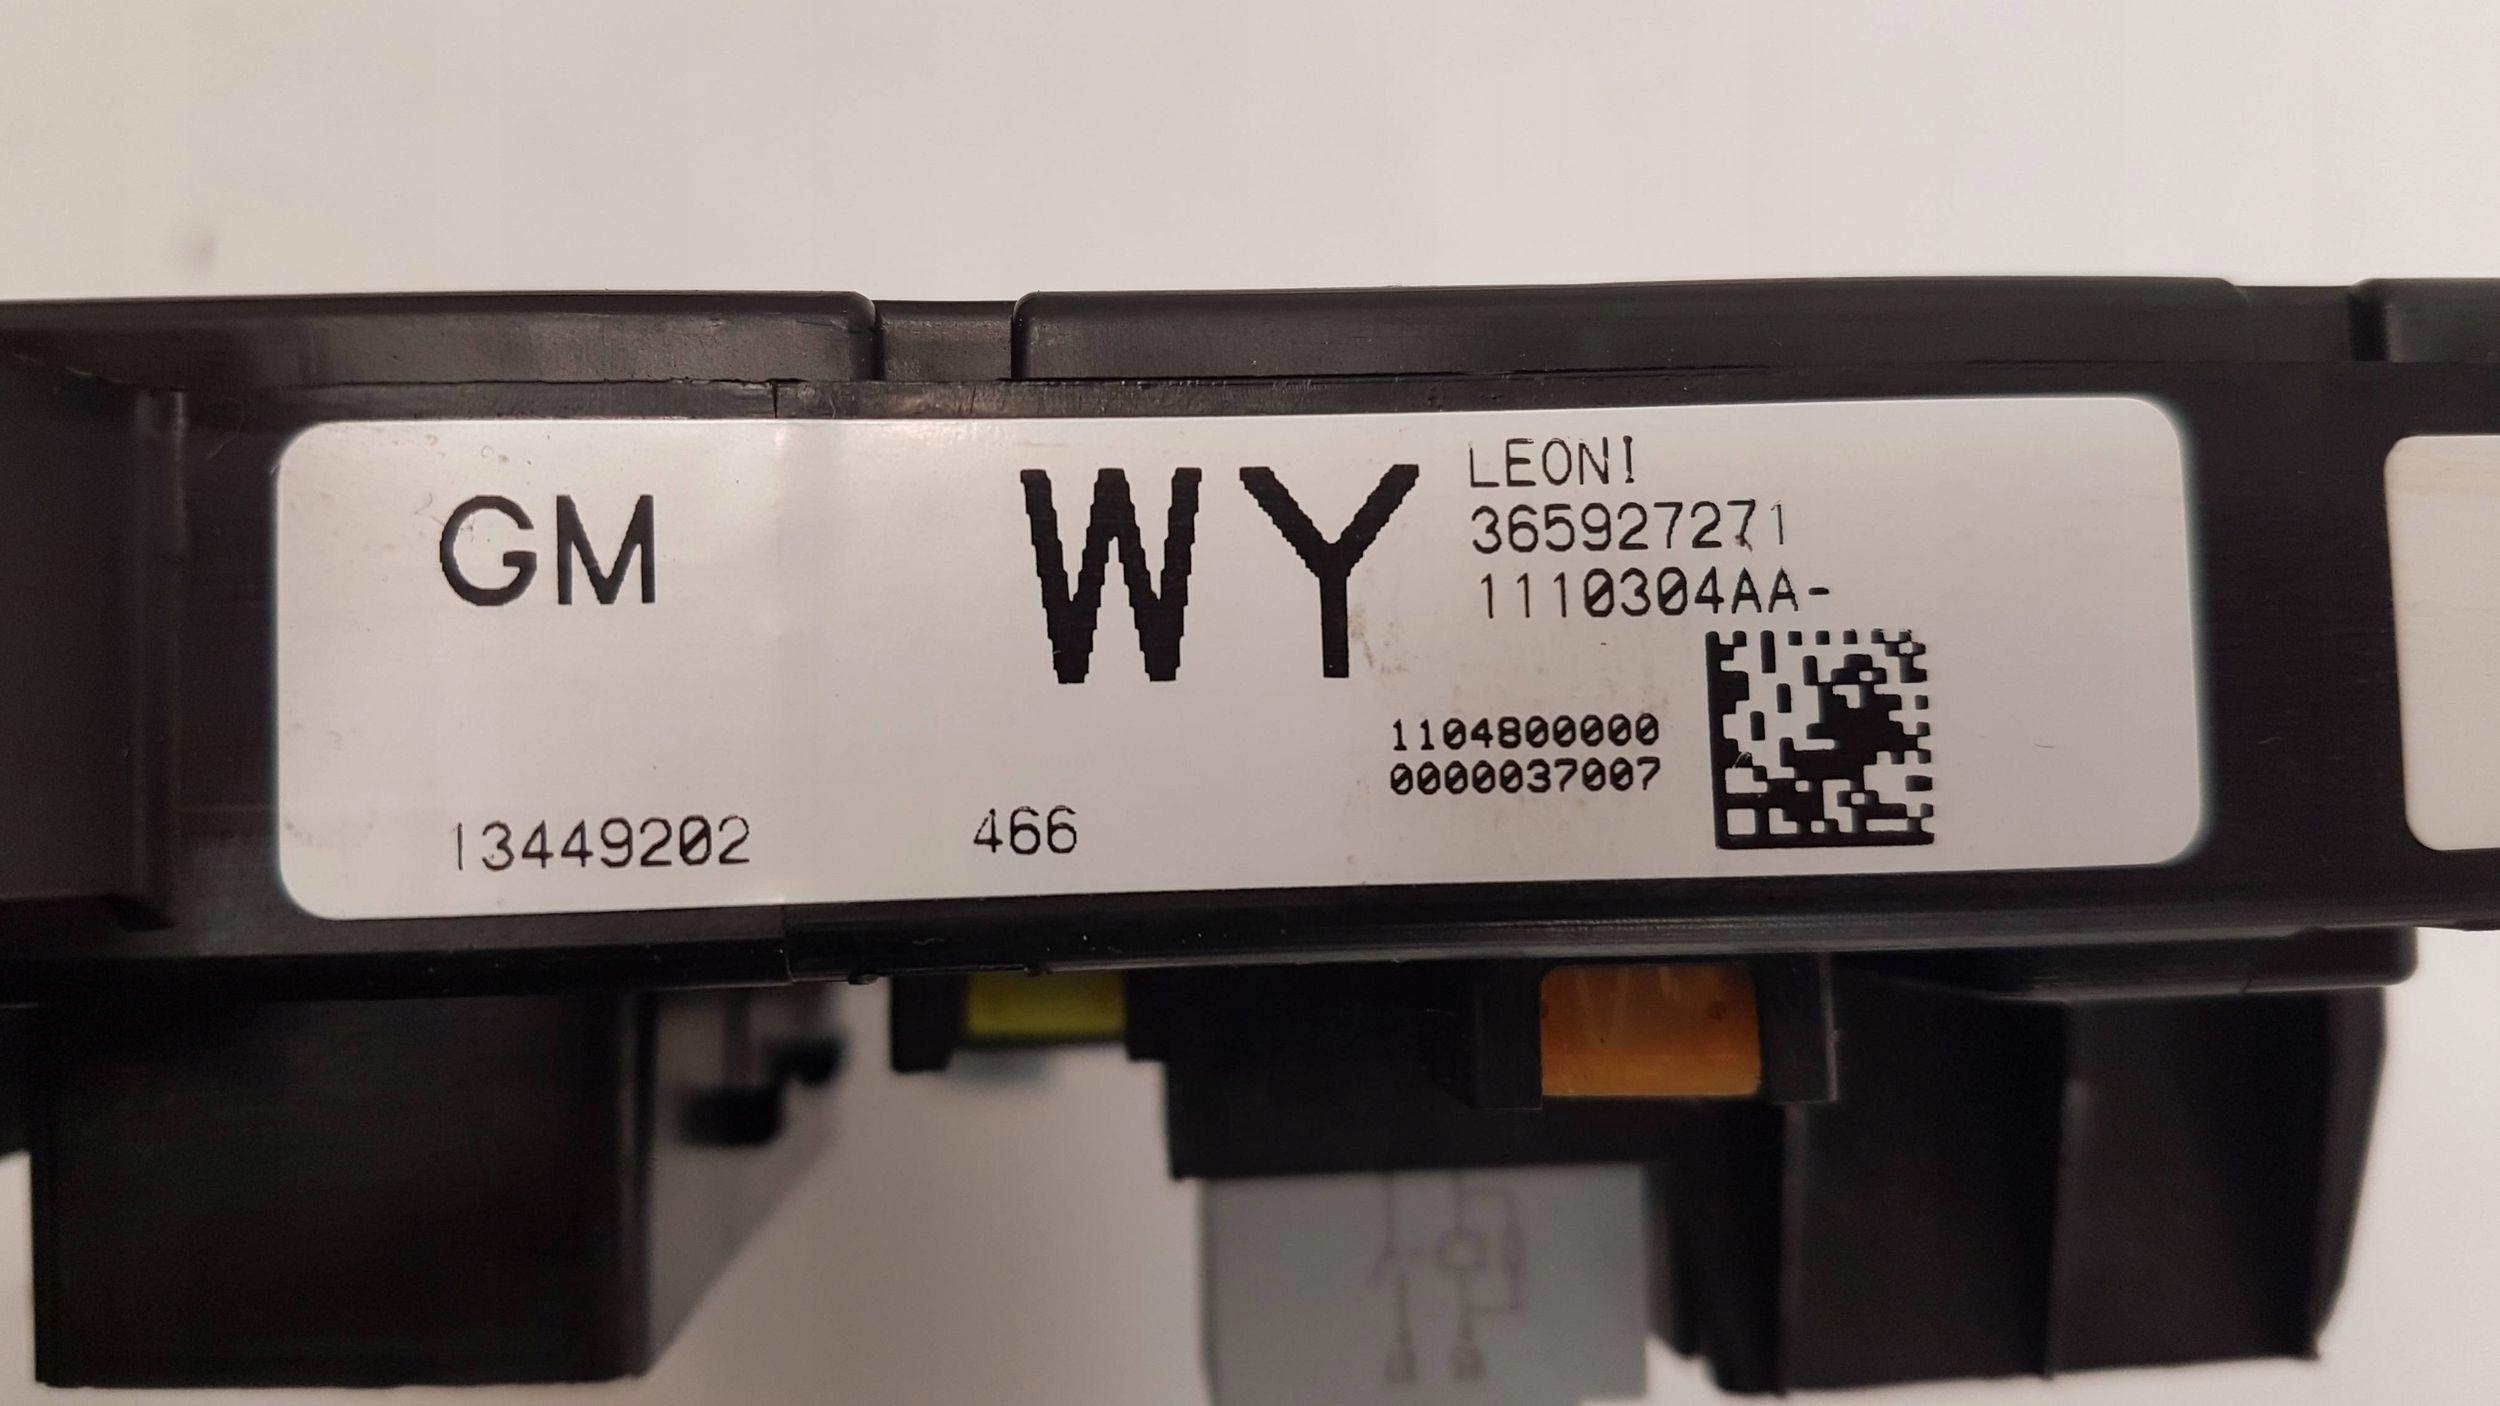 GM
WY
LEONI
365927271
1110304AA-
1104800000
0000037007
13449202
466